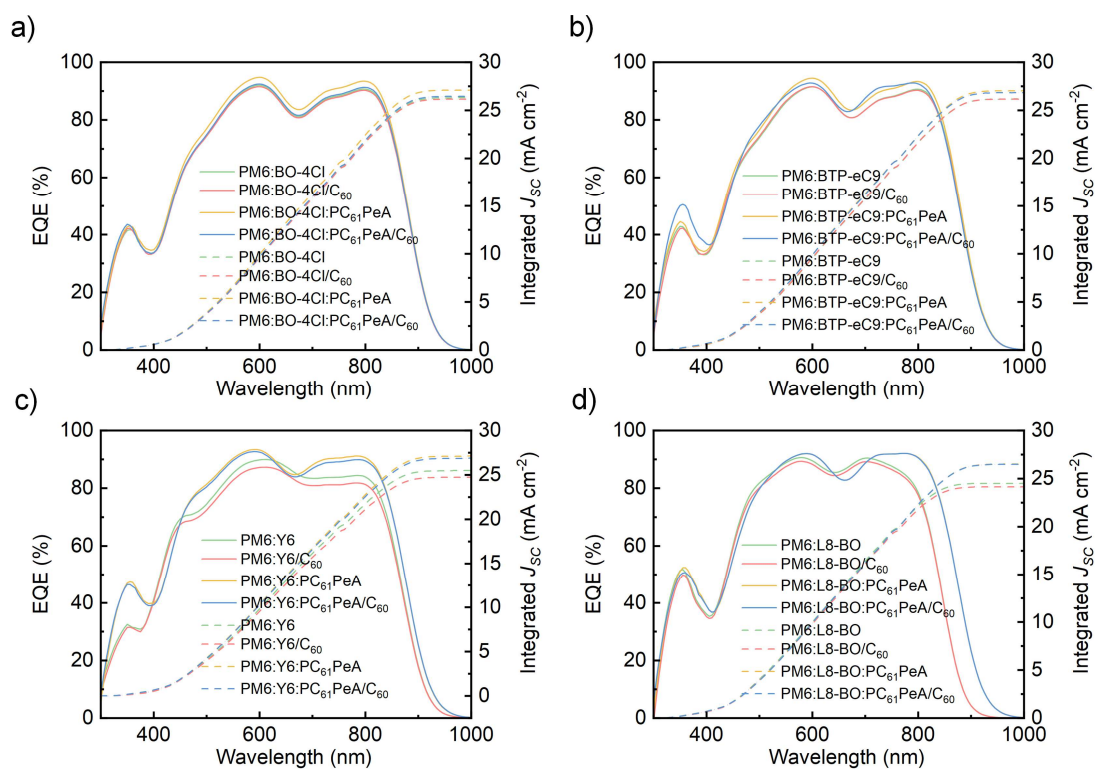 a)
100
80
60
40
20
0
EQE (%)
30
25
20
15
10
5
0
Integrated J_SC (mA cm⁻²)
PM6:BO-4Cl
PM6:BO-4Cl/C₆₀
PM6:BO-4Cl:PC₆₁PeA
PM6:BO-4Cl:PC₆₁PeA/C₆₀
PM6:BO-4Cl
PM6:BO-4Cl/C₆₀
PM6:BO-4Cl:PC₆₁PeA
PM6:BO-4Cl:PC₆₁PeA/C₆₀
400 600 800 1000
Wavelength (nm)
b)
100
80
60
40
20
0
EQE (%)
30
25
20
15
10
5
0
Integrated J_SC (mA cm⁻²)
PM6:BTP-eC9
PM6:BTP-eC9/C₆₀
PM6:BTP-eC9:PC₆₁PeA
PM6:BTP-eC9:PC₆₁PeA/C₆₀
PM6:BTP-eC9
PM6:BTP-eC9/C₆₀
PM6:BTP-eC9:PC₆₁PeA
PM6:BTP-eC9:PC₆₁PeA/C₆₀
400 600 800 1000
Wavelength (nm)
c)
100
80
60
40
20
0
EQE (%)
30
25
20
15
10
5
0
Integrated J_SC (mA cm⁻²)
PM6:Y6
PM6:Y6/C₆₀
PM6:Y6:PC₆₁PeA
PM6:Y6:PC₆₁PeA/C₆₀
PM6:Y6
PM6:Y6/C₆₀
PM6:Y6:PC₆₁PeA
PM6:Y6:PC₆₁PeA/C₆₀
400 600 800 1000
Wavelength (nm)
d)
100
80
60
40
20
0
EQE (%)
30
25
20
15
10
5
0
Integrated J_SC (mA cm⁻²)
PM6:L8-BO
PM6:L8-BO/C₆₀
PM6:L8-BO:PC₆₁PeA
PM6:L8-BO:PC₆₁PeA/C₆₀
PM6:L8-BO
PM6:L8-BO/C₆₀
PM6:L8-BO:PC₆₁PeA
PM6:L8-BO:PC₆₁PeA/C₆₀
400 600 800 1000
Wavelength (nm)